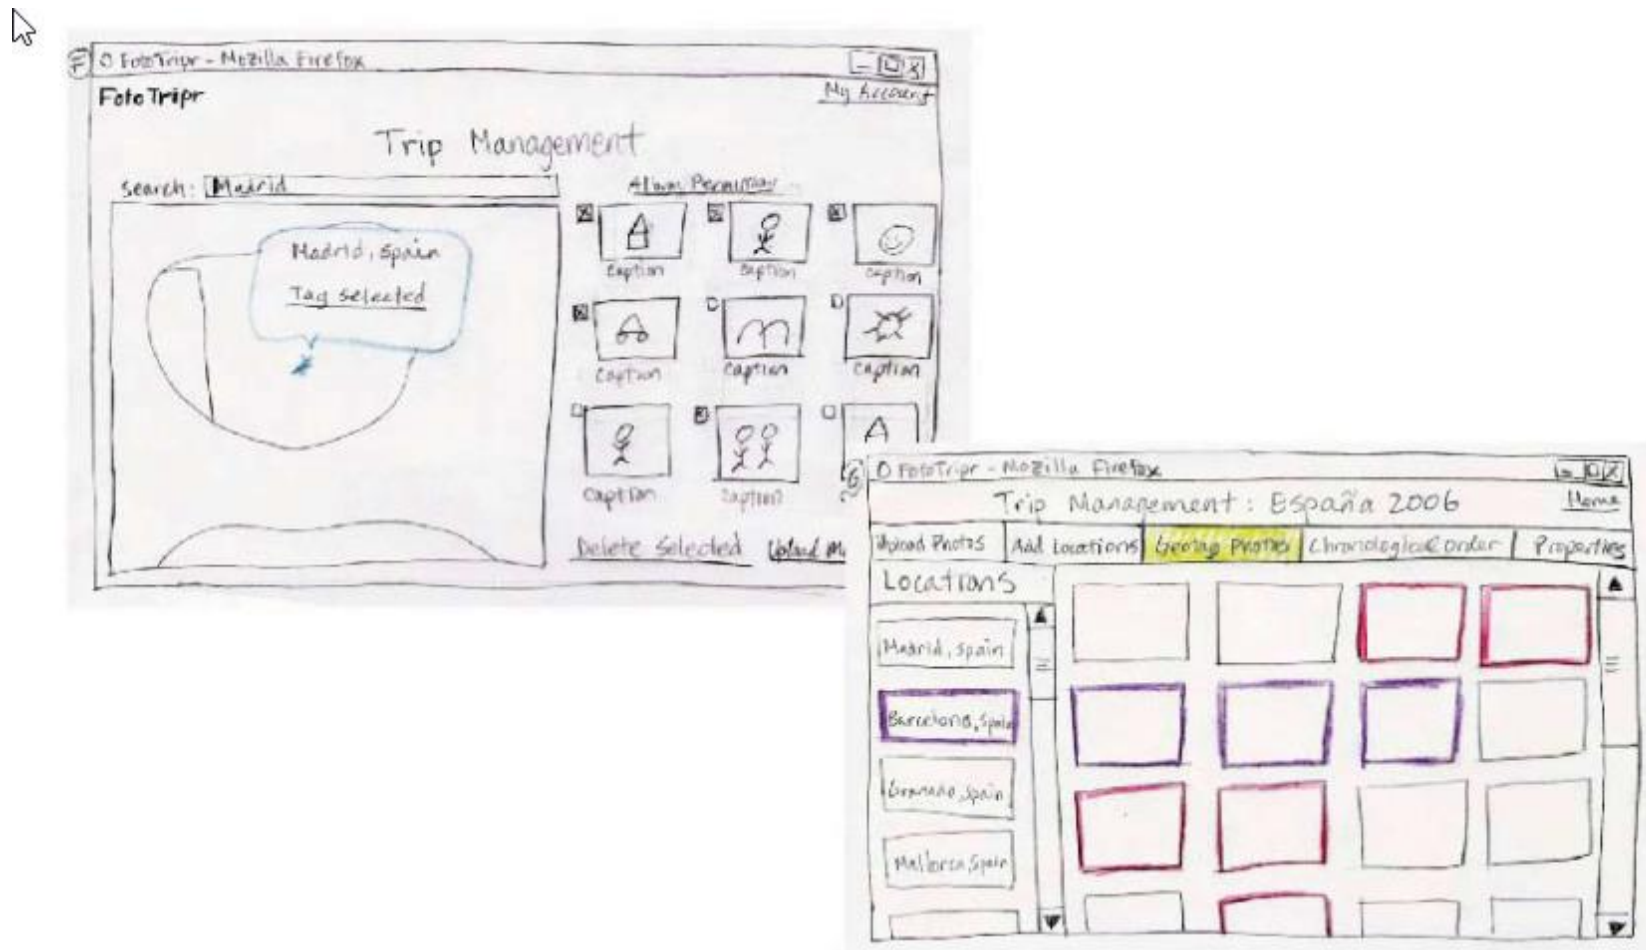 F O FotoTripr - Mozilla Firefox
FotoTripr
My Account
Trip Management
Search: Madrid
Album Permission
Madrid, Spain
Tag selected
Caption Caption Caption
Caption Caption Caption
Caption Caption
Delete Selected Upload M
G O FotoTripr - Mozilla Firefox
Trip Management: España 2006
Home
Upload Photos Add Locations Geotag Photos Chronological order Properties
Locations
Madrid, Spain
Barcelona, Spain
Granada, Spain
Mallorca, Spain